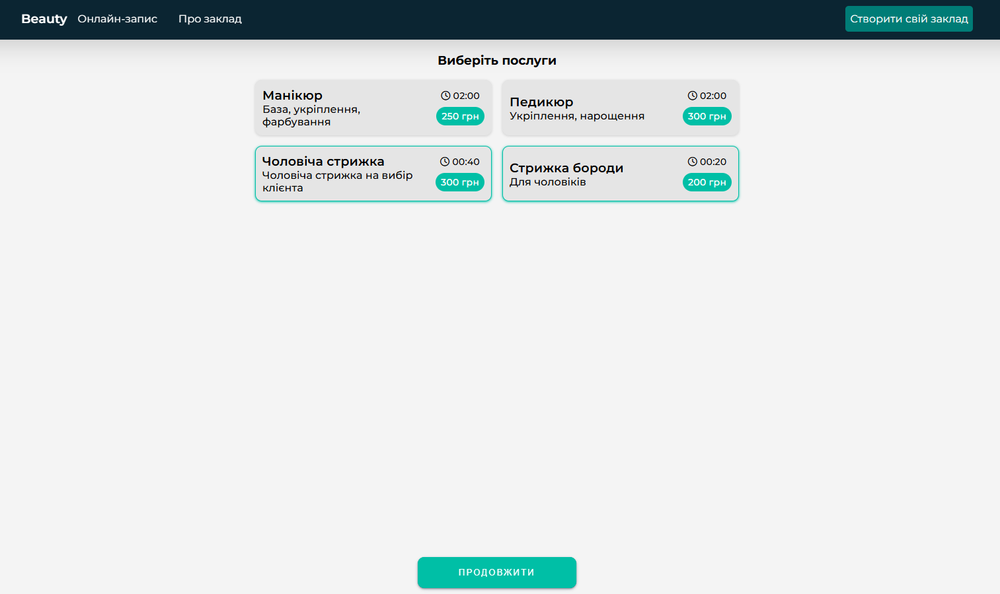 Beauty Онлайн-запис Про заклад Створити свій заклад
Виберіть послуги
Манікюр
База, укріплення,
фарбування
02:00
250 грн
Педикюр
Укріплення, нарощення
02:00
300 грн
Чоловіча стрижка
Чоловіча стрижка на вибір
клієнта
00:40
300 грн
Стрижка бороди
Для чоловіків
00:20
200 грн
ПРОДОВЖИТИ